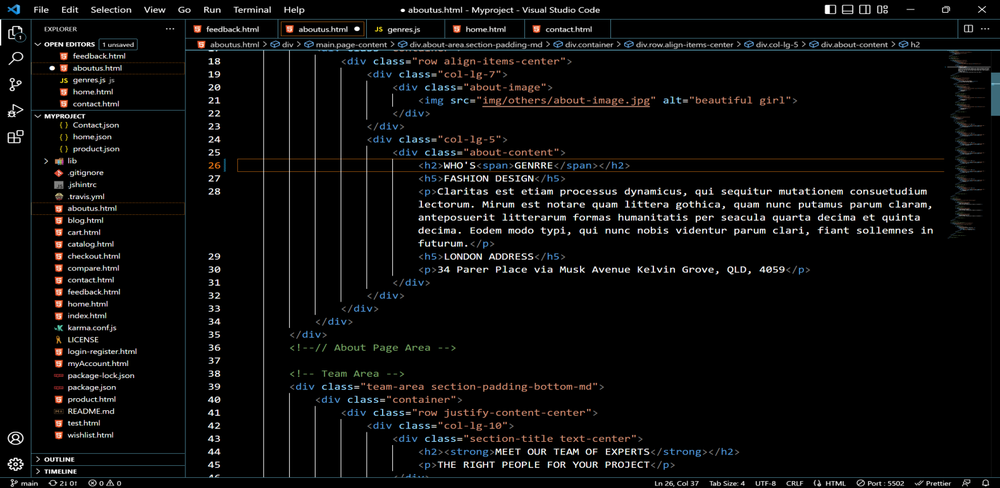 File Edit Selection View Go Run Terminal Help
● aboutus.html - Myproject - Visual Studio Code
EXPLORER
OPEN EDITORS 1 unsaved
feedback.html
aboutus.html
JS genres.js js
home.html
contact.html
MYPROJECT
{ } Contact.json
{ } home.json
{ } product.json
lib
.gitignore
.jshintrc
.travis.yml
aboutus.html
blog.html
cart.html
catalog.html
checkout.html
compare.html
contact.html
feedback.html
home.html
index.html
karma.conf.js
LICENSE
login-register.html
myAccount.html
package-lock.json
package.json
product.html
README.md
test.html
wishlist.html
OUTLINE
TIMELINE
feedback.html aboutus.html ● JS genres.js home.html contact.html
aboutus.html > div > main.page-content > div.about-area.section-padding-md > div.container > div.row.align-items-center > div.col-lg-5 > div.about-content > h2
18 <div class="row align-items-center">
19 <div class="col-lg-7">
20 <div class="about-image">
21 <img src="img/others/about-image.jpg" alt="beautiful girl">
22 </div>
23 </div>
24 <div class="col-lg-5">
25 <div class="about-content">
26 <h2>WHO'S<span>GENRRE</span></h2>
27 <h5>FASHION DESIGN</h5>
28 <p>Claritas est etiam processus dynamicus, qui sequitur mutationem consuetudium
lectorum. Mirum est notare quam littera gothica, quam nunc putamus parum claram,
anteposuerit litterarum formas humanitatis per seacula quarta decima et quinta
decima. Eodem modo typi, qui nunc nobis videntur parum clari, fiant sollemnes in
futurum.</p>
29 <h5>LONDON ADDRESS</h5>
30 <p>34 Parer Place via Musk Avenue Kelvin Grove, QLD, 4059</p>
31 </div>
32 </div>
33 </div>
34 </div>
35 </div>
36 <!--// About Page Area -->
37
38 <!-- Team Area -->
39 <div class="team-area section-padding-bottom-md">
40 <div class="container">
41 <div class="row justify-content-center">
42 <div class="col-lg-10">
43 <div class="section-title text-center">
44 <h2><strong>MEET OUR TEAM OF EXPERTS</strong></h2>
45 <p>THE RIGHT PEOPLE FOR YOUR PROJECT</p>
main 2↓ 0↑ 0 0 Ln 26, Col 37 Tab Size: 4 UTF-8 CRLF HTML Port : 5502 Prettier